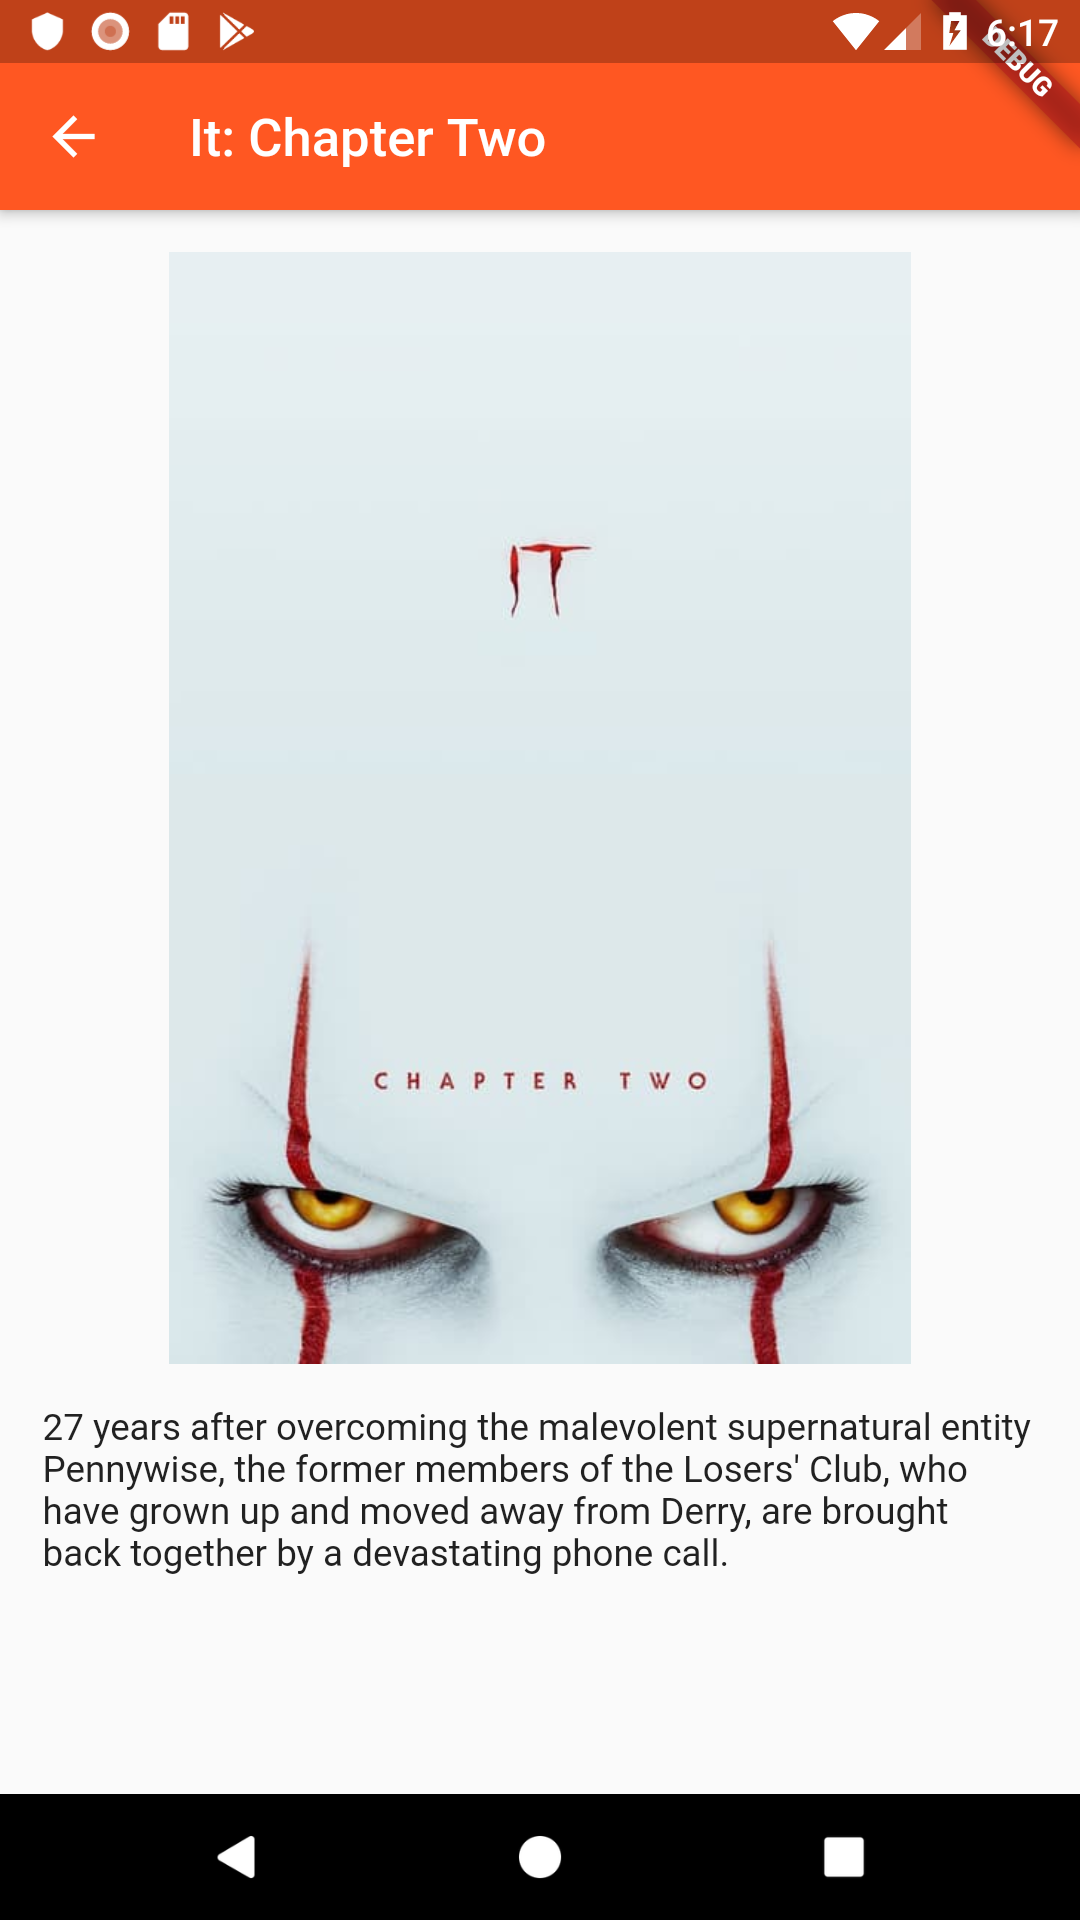 6:17
DEBUG
It: Chapter Two
IT
CHAPTER TWO
27 years after overcoming the malevolent supernatural entity
Pennywise, the former members of the Losers' Club, who
have grown up and moved away from Derry, are brought
back together by a devastating phone call.